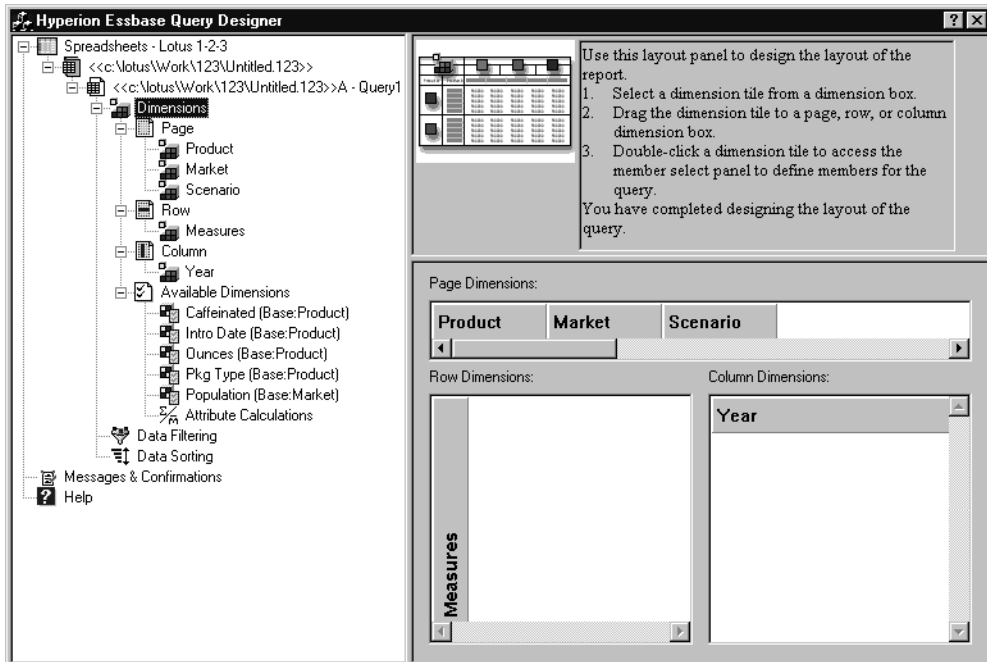 Hyperion Essbase Query Designer
Spreadsheets - Lotus 1-2-3
<<c:\lotus\Work\123\Untitled.123>>
<<c:\lotus\Work\123\Untitled.123>>A - Query1
Dimensions
Page
Product
Market
Scenario
Row
Measures
Column
Year
Available Dimensions
Caffeinated (Base:Product)
Intro Date (Base:Product)
Ounces (Base:Product)
Pkg Type (Base:Product)
Population (Base:Market)
Attribute Calculations
Data Filtering
Data Sorting
Messages & Confirmations
Help
Use this layout panel to design the layout of the
report.
1. Select a dimension tile from a dimension box.
2. Drag the dimension tile to a page, row, or column
dimension box.
3. Double-click a dimension tile to access the
member select panel to define members for the
query.
You have completed designing the layout of the
query.
Page Dimensions:
Product Market Scenario
Row Dimensions:
Measures
Column Dimensions:
Year